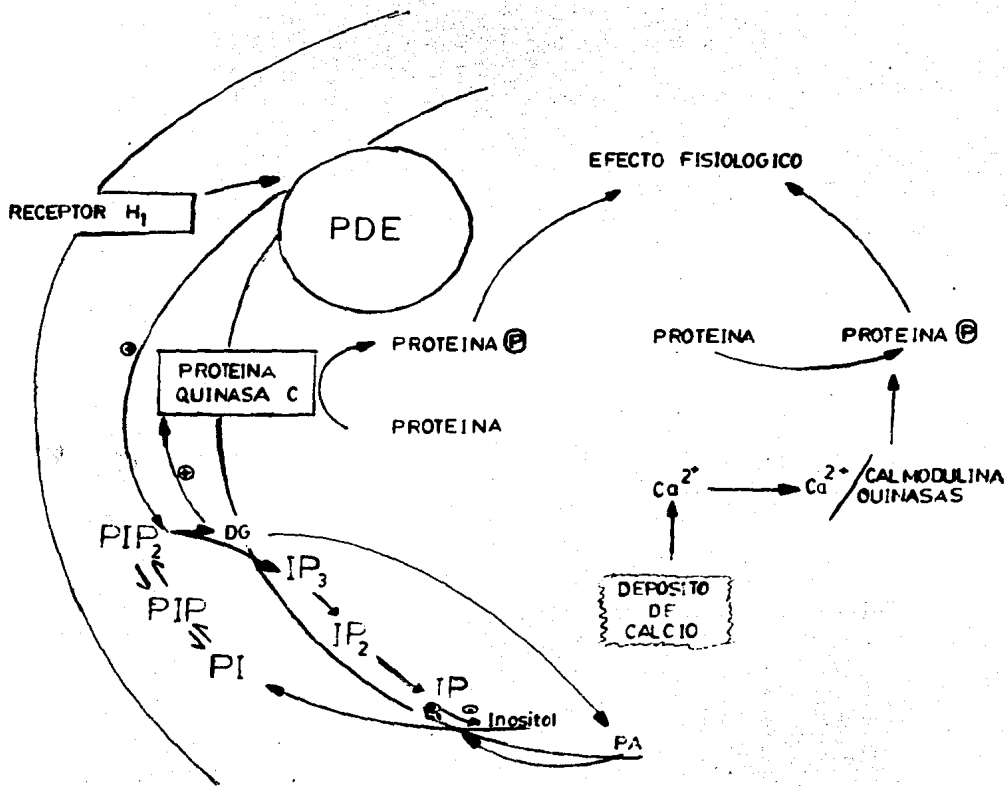 EFECTO FISIOLOGICO
RECEPTOR H₁
PDE
PROTEINA Ⓟ
PROTEINA
PROTEINA Ⓟ
⊕
PROTEINA
QUINASA C
PROTEINA
⊕
Ca²⁺
Ca²⁺/CALMODULINA
QUINASAS
PIP₂
DG
IP₃
DEPOSITO
DE
CALCIO
PIP
IP₂
PI
IP
⊖
Inositol
PA